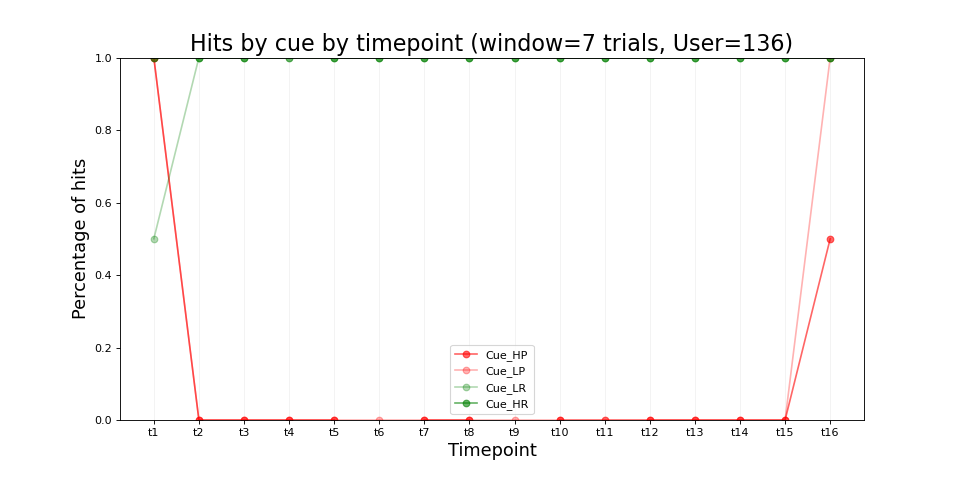 Hits by cue by timepoint (window=7 trials, User=136)
Percentage of hits
1.0
0.8
0.6
0.4
0.2
0.0
Cue_HP
Cue_LP
Cue_LR
Cue_HR
t1 t2 t3 t4 t5 t6 t7 t8 t9 t10 t11 t12 t13 t14 t15 t16
Timepoint